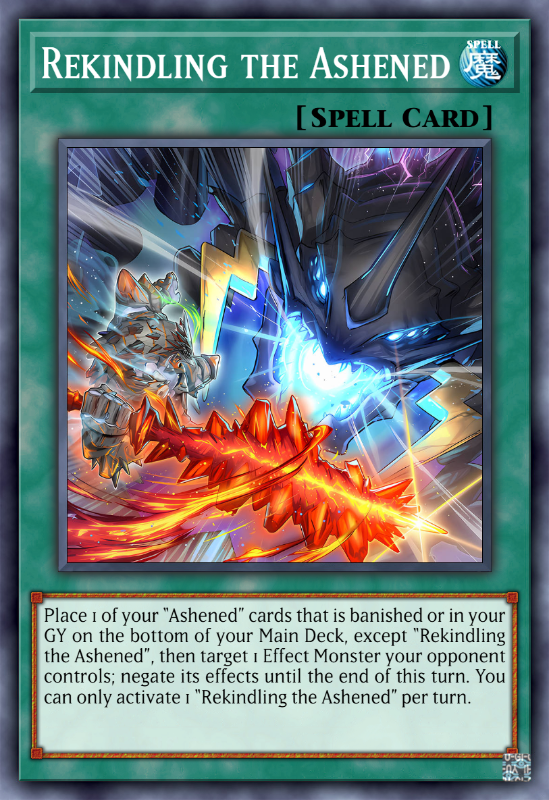 Rekindling the Ashened
SPELL
魔
[Spell Card]
Place 1 of your "Ashened" cards that is banished or in your
GY on the bottom of your Main Deck, except "Rekindling
the Ashened", then target 1 Effect Monster your opponent
controls; negate its effects until the end of this turn. You
can only activate 1 "Rekindling the Ashened" per turn.